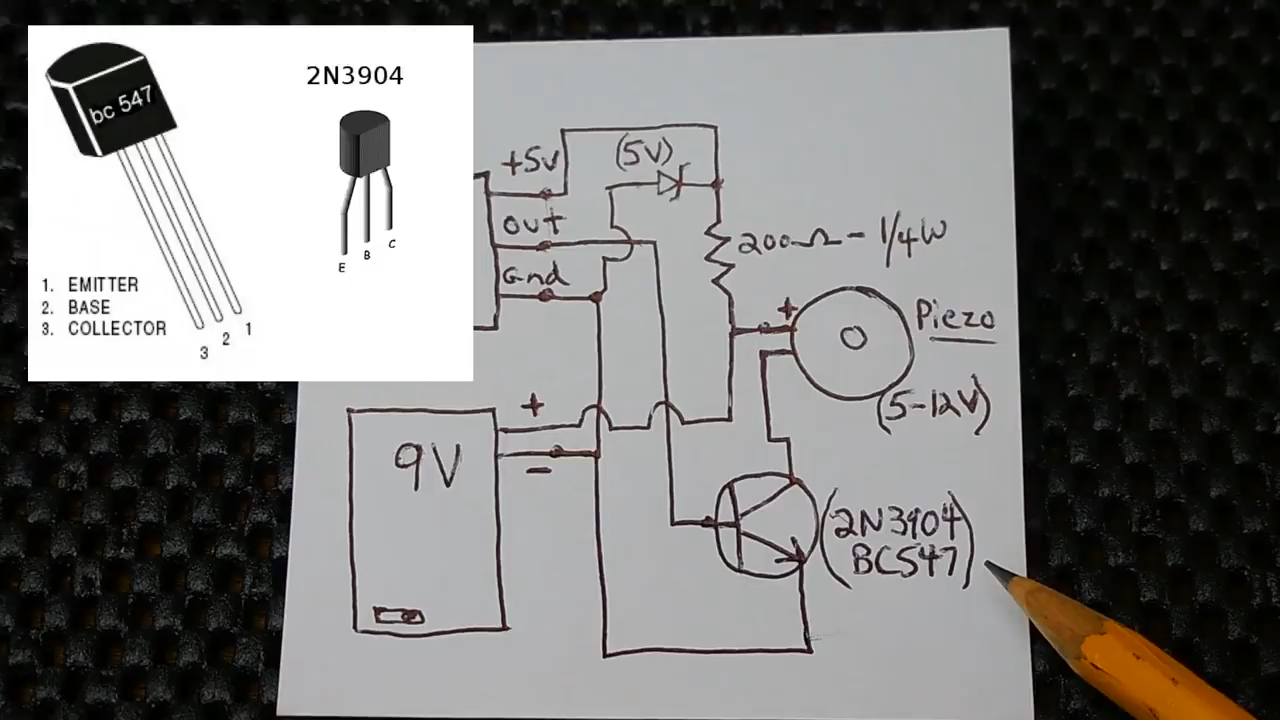 bc 547
1. EMITTER
2. BASE
3. COLLECTOR
3
2
1
2N3904
E
B
C
+5v
(5V)
out
Gnd
200Ω - 1/4W
+
Piezo
(5-12V)
+
9V
-
(2N3904
BC547)